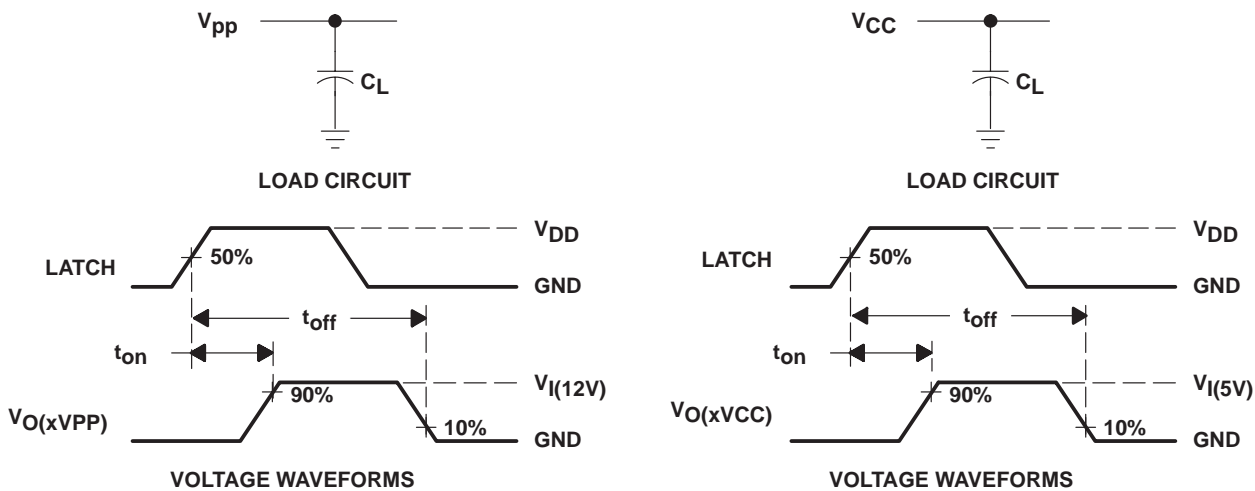 Vpp
CL
LOAD CIRCUIT
LATCH
50%
VDD
GND
toff
ton
VO(xVPP)
90%
10%
VI(12V)
GND
VOLTAGE WAVEFORMS
VCC
CL
LOAD CIRCUIT
LATCH
50%
VDD
GND
toff
ton
VO(xVCC)
90%
10%
VI(5V)
GND
VOLTAGE WAVEFORMS